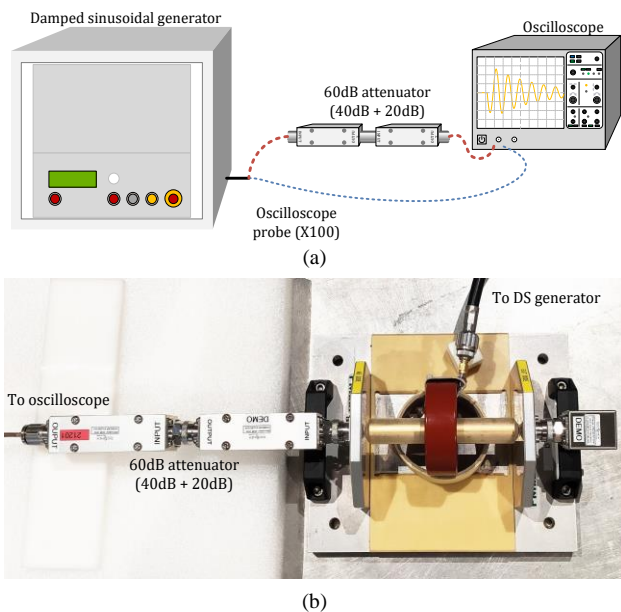 Damped sinusoidal generator
Oscilloscope
60dB attenuator
(40dB + 20dB)
Oscilloscope
probe (X100)
(a)
To DS generator
To oscilloscope
OUTPUT
21201
INPUT
OUTPUT
DEMO
INPUT
DEMO
60dB attenuator
(40dB + 20dB)
(b)